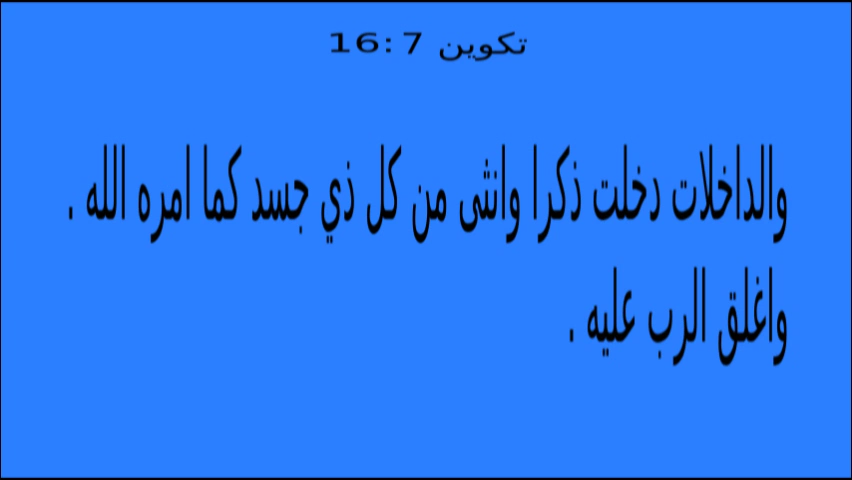 تكوين 7 :16
والداخلات دخلت ذكرا وانثى من كل ذي جسد كما امره الله .
واغلق الرب عليه .